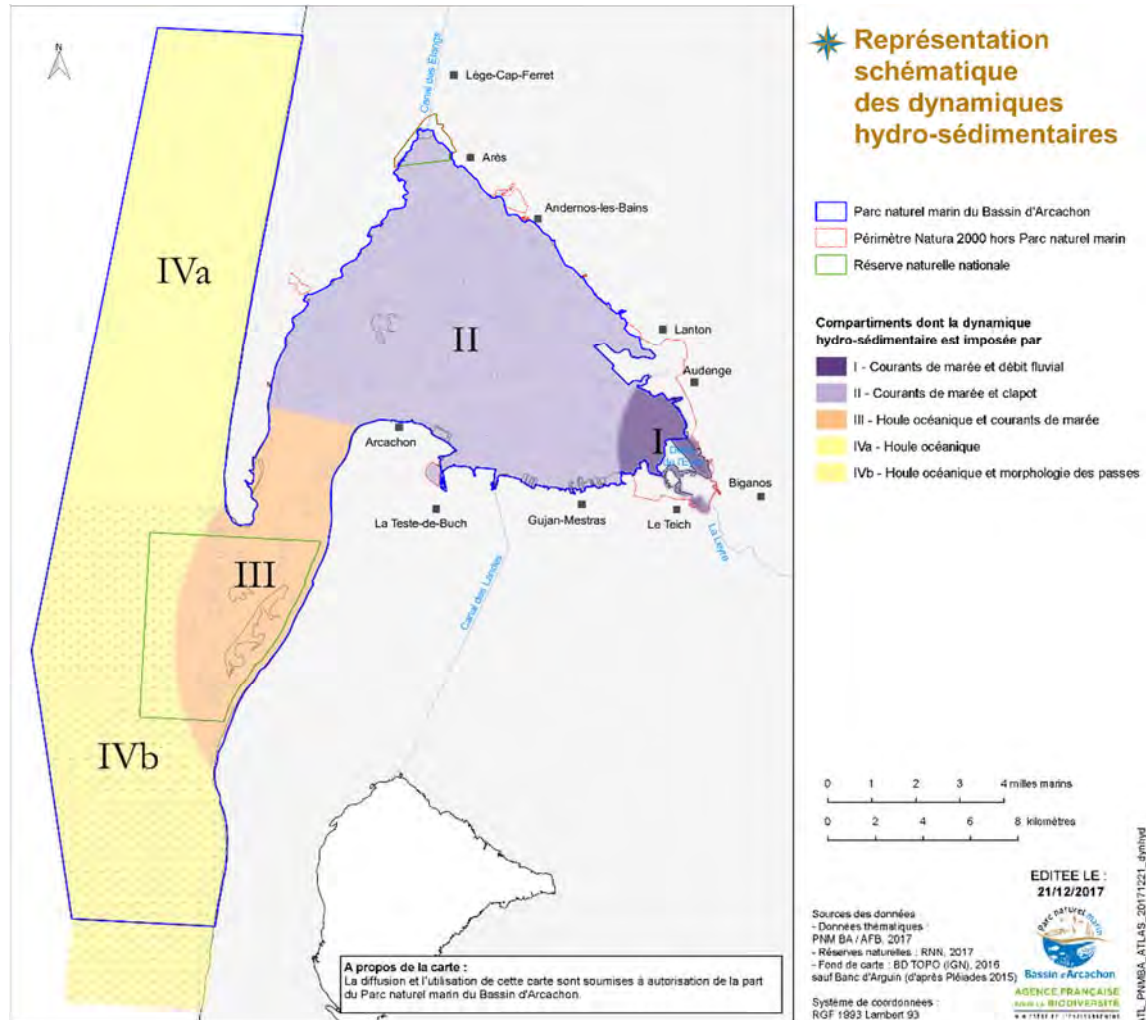 Représentation
schématique
des dynamiques
hydro-sédimentaires
Parc naturel marin du Bassin d'Arcachon
Périmètre Natura 2000 hors Parc naturel marin
Réserve naturelle nationale
Compartiments dont la dynamique
hydro-sédimentaire est imposée par
I - Courants de marée et débit fluvial
II - Courants de marée et clapot
III - Houle océanique et courants de marée
IVa - Houle océanique
IVb - Houle océanique et morphologie des passes
N
Canal des Etangs
Lège-Cap-Ferret
Arès
Andernos-les-Bains
IVa
II
Lanton
Audenge
I
Arcachon
Biganos
La Teste-de-Buch
Gujan-Mestras
Le Teich
La Leyre
Canal des Landes
III
IVb
0 1 2 3 4 milles marins
0 2 4 6 8 kilomètres
EDITEE LE :
21/12/2017
Sources des données
- Données thématiques :
PNM BA / AFB, 2017
- Réserves naturelles : RNN, 2017
- Fond de carte : BD TOPO (IGN), 2016
sauf Banc d'Arguin (d'après Pléiades 2015)
Système de coordonnées :
RGF 1993 Lambert 93
Parc naturel marin
Bassin d'Arcachon
AGENCE FRANÇAISE
POUR LA BIODIVERSITÉ
A propos de la carte :
La diffusion et l'utilisation de cette carte sont soumises à autorisation de la part
du Parc naturel marin du Bassin d'Arcachon.
ATL_PNMBA_ATLAS_20171221_dynhyd